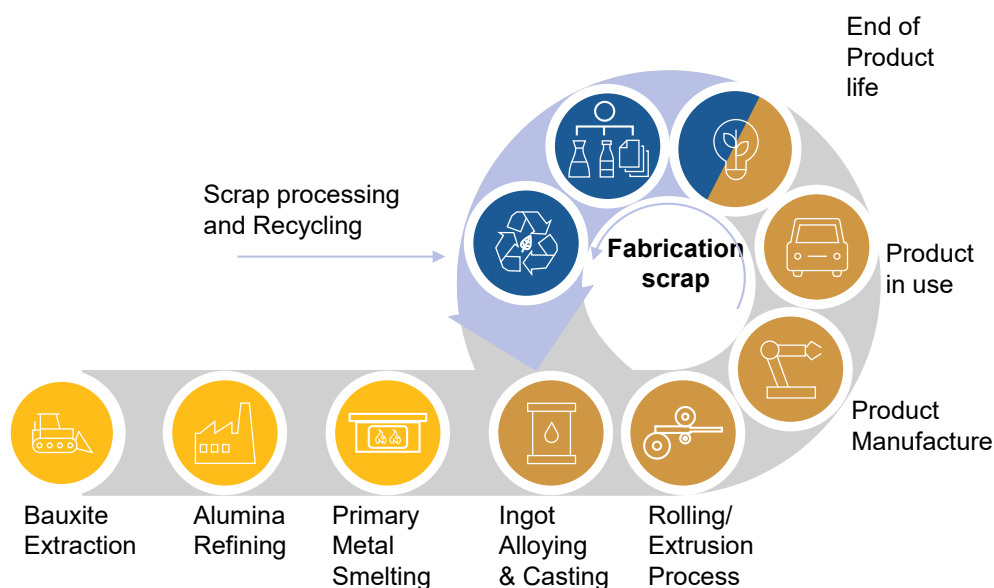 End of
Product
life
Scrap processing
and Recycling
Fabrication
scrap
Product
in use
Product
Manufacture
Bauxite
Extraction
Alumina
Refining
Primary
Metal
Smelting
Ingot
Alloying
& Casting
Rolling/
Extrusion
Process